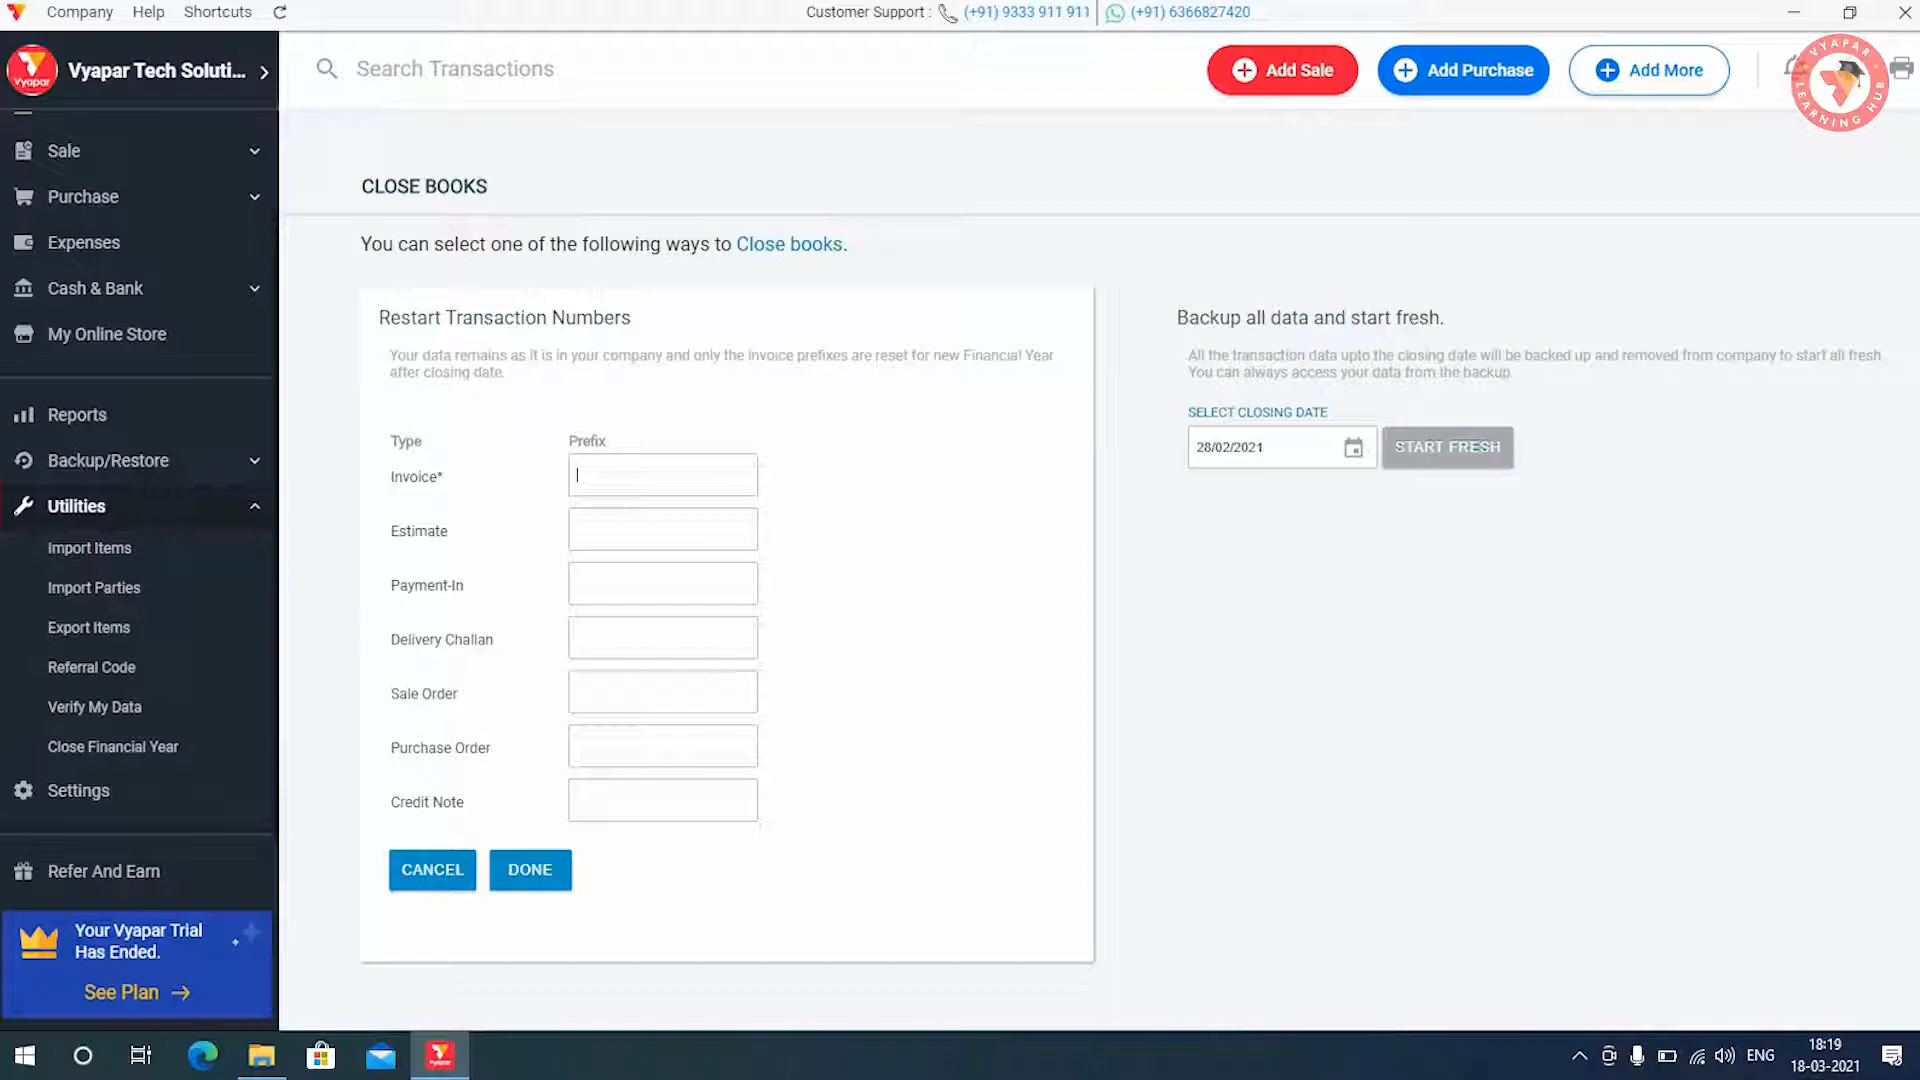 Company Help Shortcuts
Customer Support : (+91) 9333 911 911 (+91) 6366827420
Vyapar
Vyapar Tech Soluti...
Search Transactions
Add Sale
Add Purchase
Add More
VYAPAR LEARNING HUB
Sale
Purchase
Expenses
Cash & Bank
My Online Store
Reports
Backup/Restore
Utilities
Import Items
Import Parties
Export Items
Referral Code
Verify My Data
Close Financial Year
Settings
Refer And Earn
Your Vyapar Trial
Has Ended.
See Plan
CLOSE BOOKS
You can select one of the following ways to Close books.
Restart Transaction Numbers
Your data remains as it is in your company and only the invoice prefixes are reset for new Financial Year
after closing date.
Type Prefix
Invoice*
Estimate
Payment-In
Delivery Challan
Sale Order
Purchase Order
Credit Note
CANCEL DONE
Backup all data and start fresh.
All the transaction data upto the closing date will be backed up and removed from company to start all fresh
You can always access your data from the backup
SELECT CLOSING DATE
28/02/2021 START FRESH
Vyapar
ENG
18:19
18-03-2021